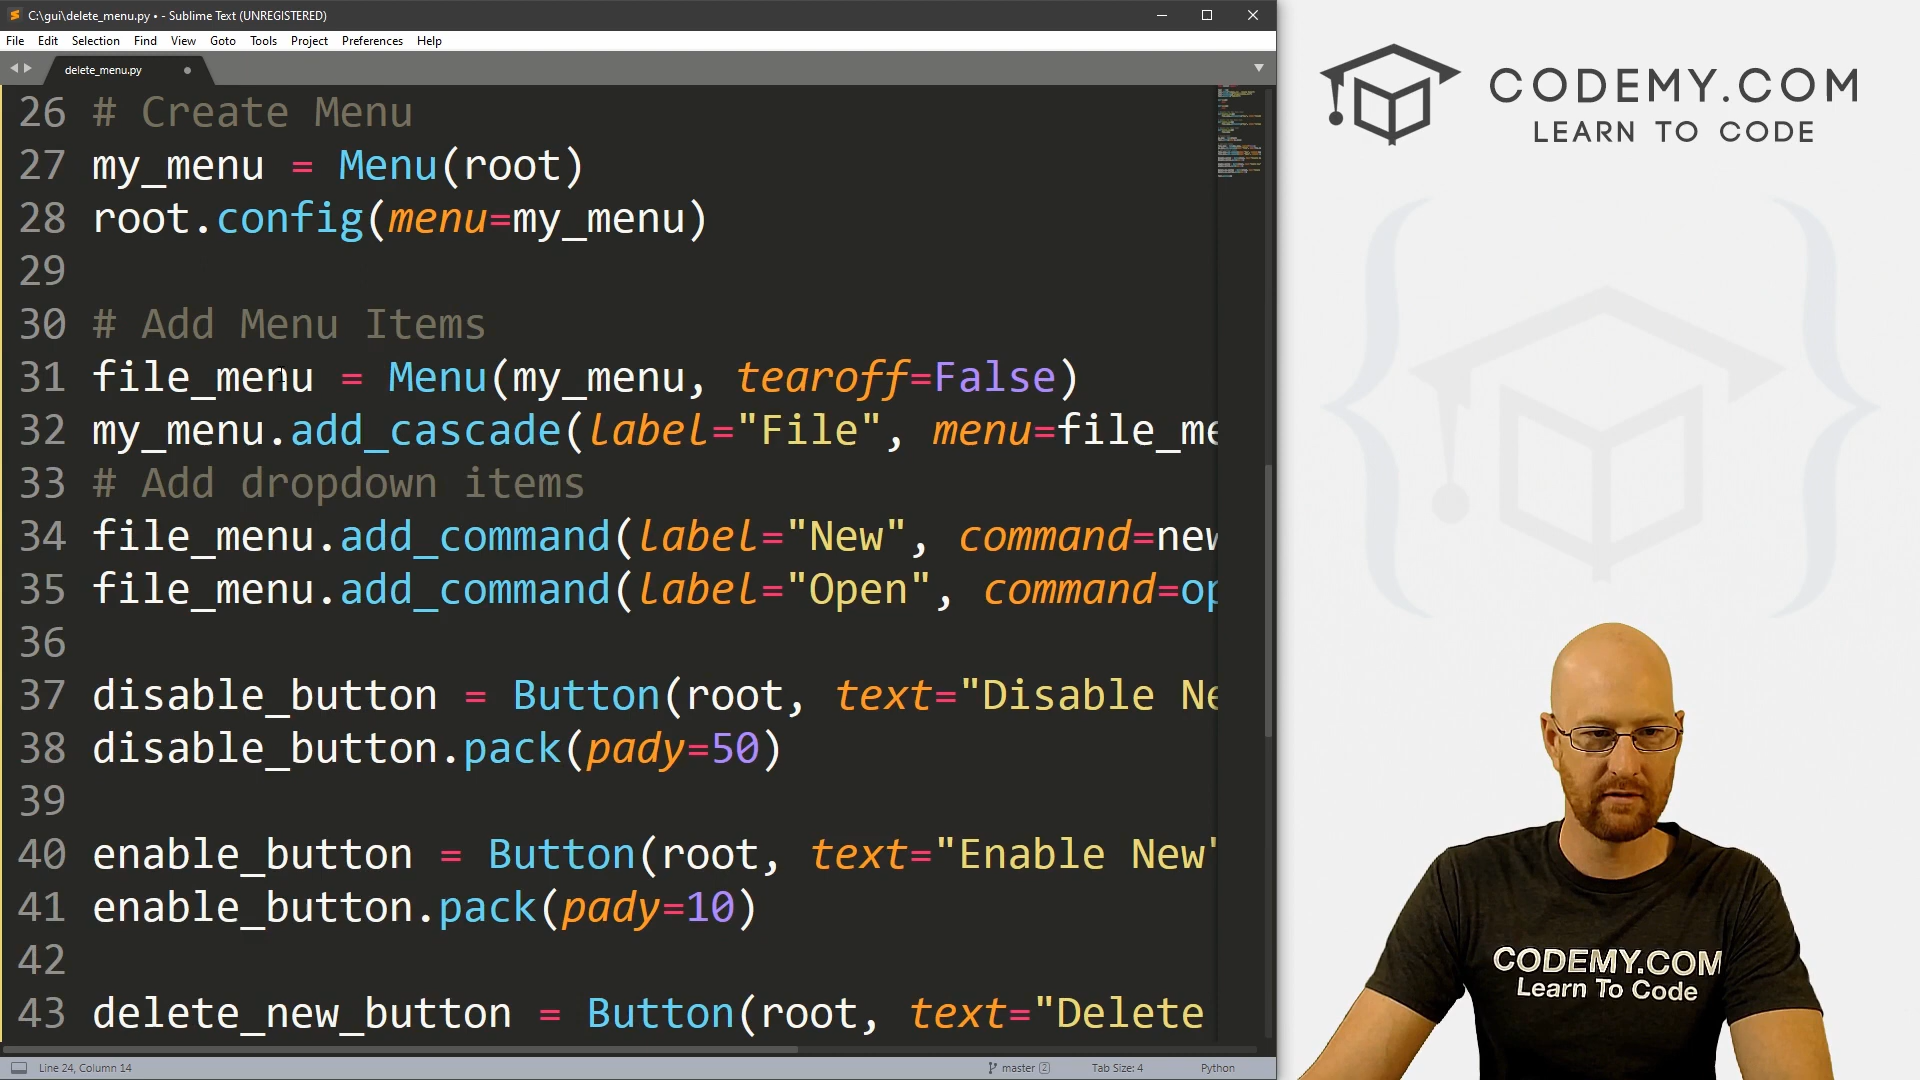 C:\gui\delete_menu.py • - Sublime Text (UNREGISTERED)
File Edit Selection Find View Goto Tools Project Preferences Help
delete_menu.py
26 # Create Menu
27 my_menu = Menu(root)
28 root.config(menu=my_menu)
29
30 # Add Menu Items
31 file_menu = Menu(my_menu, tearoff=False)
32 my_menu.add_cascade(label="File", menu=file_me
33 # Add dropdown items
34 file_menu.add_command(label="New", command=new
35 file_menu.add_command(label="Open", command=op
36
37 disable_button = Button(root, text="Disable Ne
38 disable_button.pack(pady=50)
39
40 enable_button = Button(root, text="Enable New"
41 enable_button.pack(pady=10)
42
43 delete_new_button = Button(root, text="Delete
Line 24, Column 14
master 2
Tab Size: 4
Python
CODEMY.COM
LEARN TO CODE
CODEMY.COM
Learn To Code